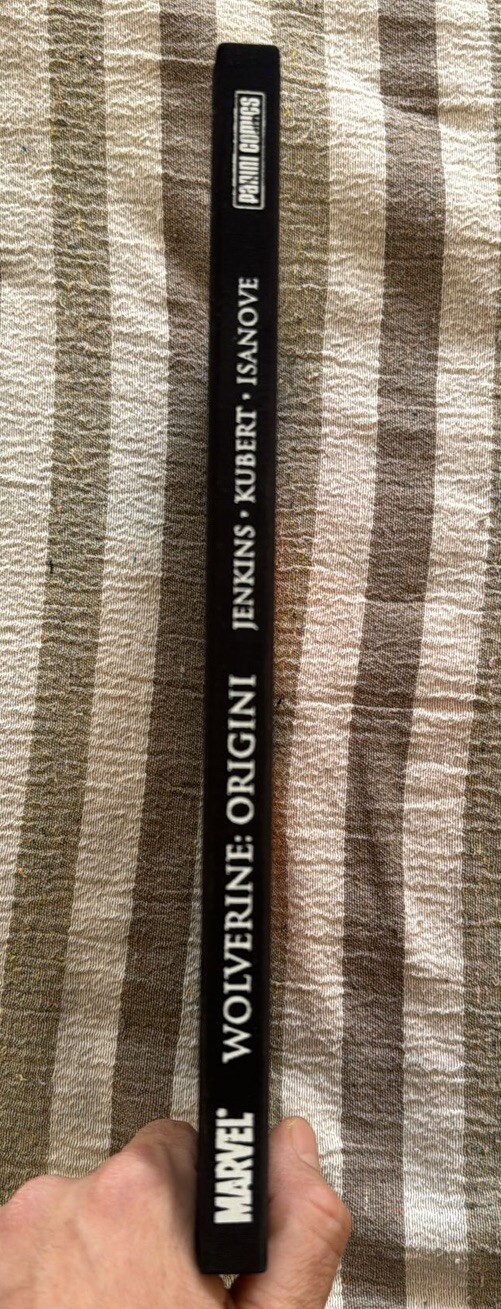 MARVEL® WOLVERINE: ORIGINI JENKINS • KUBERT • ISANOVE PANINI COMICS